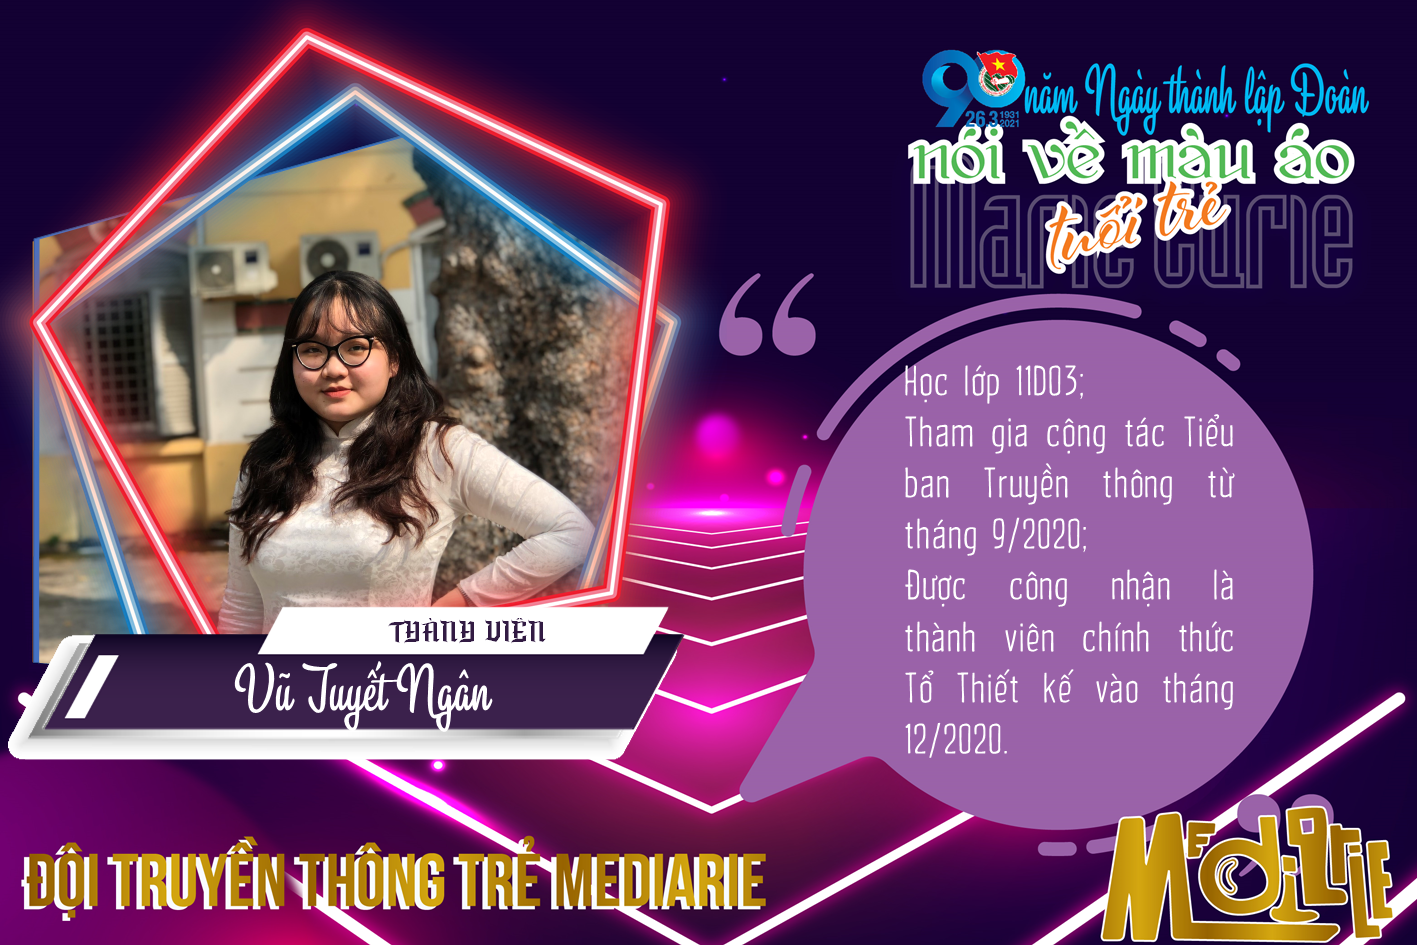 90 năm Ngày thành lập Đoàn
26.3 1931 2021
nói về màu áo
tuổi trẻ
Marie Curie
Học lớp 11D03;
Tham gia cộng tác Tiểu
ban Truyền thông từ
tháng 9/2020;
Được công nhận là
thành viên chính thức
Tổ Thiết kế vào tháng
12/2020.
THÀNH VIÊN
Vũ Tuyết Ngân
ĐỘI TRUYỀN THÔNG TRẺ MEDIARIE
MEDIARIE